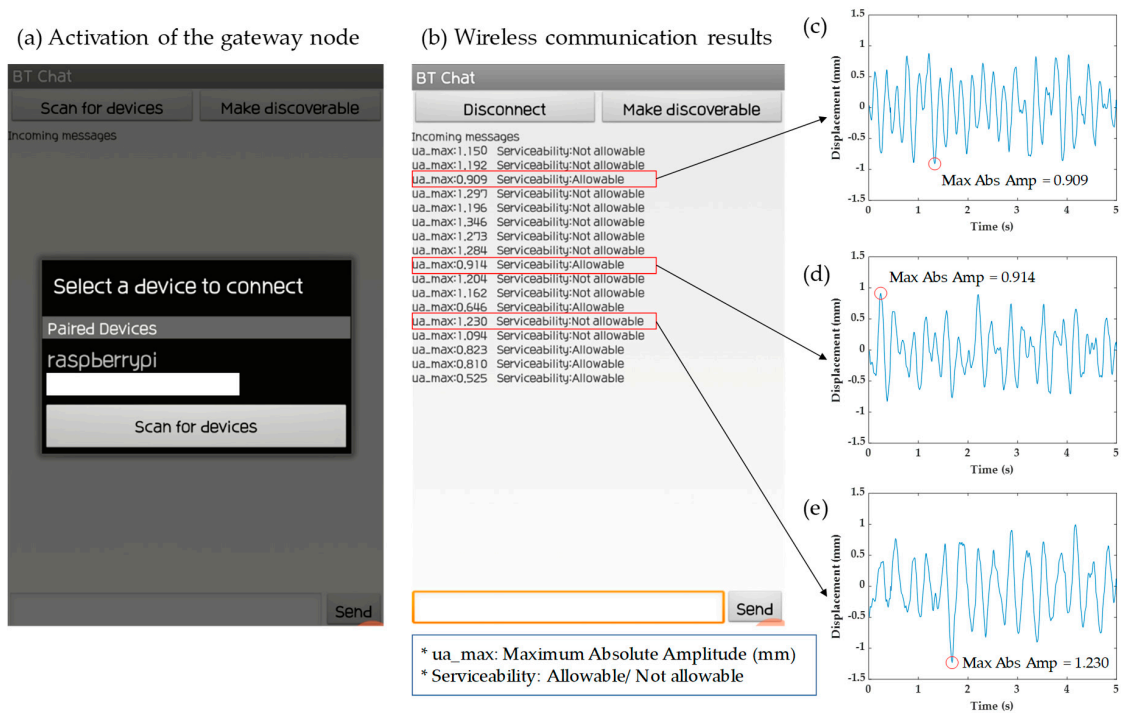 (a) Activation of the gateway node
BT Chat
Scan for devices Make discoverable
Incoming messages
Select a device to connect
Paired Devices
raspberrypi
Scan for devices
Send
(b) Wireless communication results
BT Chat
Disconnect Make discoverable
Incoming messages
ua_max:1,150 Serviceability:Not allowable
ua_max:1,192 Serviceability:Not allowable
ua_max:0,909 Serviceability:Allowable
ua_max:1,297 Serviceability:Not allowable
ua_max:1,196 Serviceability:Not allowable
ua_max:1,346 Serviceability:Not allowable
ua_max:1,273 Serviceability:Not allowable
ua_max:1,284 Serviceability:Not allowable
ua_max:0,914 Serviceability:Allowable
ua_max:1,204 Serviceability:Not allowable
ua_max:1,162 Serviceability:Not allowable
ua_max:0,646 Serviceability:Allowable
ua_max:1,230 Serviceability:Not allowable
ua_max:1,094 Serviceability:Not allowable
ua_max:0,823 Serviceability:Allowable
ua_max:0,810 Serviceability:Allowable
ua_max:0,525 Serviceability:Allowable
Send
* ua_max: Maximum Absolute Amplitude (mm)
* Serviceability: Allowable/ Not allowable
(c)
Displacement (mm)
1.5
1
0.5
0
-0.5
-1
-1.5
Max Abs Amp = 0.909
0 1 2 3 4 5
Time (s)
(d)
Displacement (mm)
1.5
1
0.5
0
-0.5
-1
-1.5
Max Abs Amp = 0.914
0 1 2 3 4 5
Time (s)
(e)
Displacement (mm)
1.5
1
0.5
0
-0.5
-1
-1.5
Max Abs Amp = 1.230
0 1 2 3 4 5
Time (s)